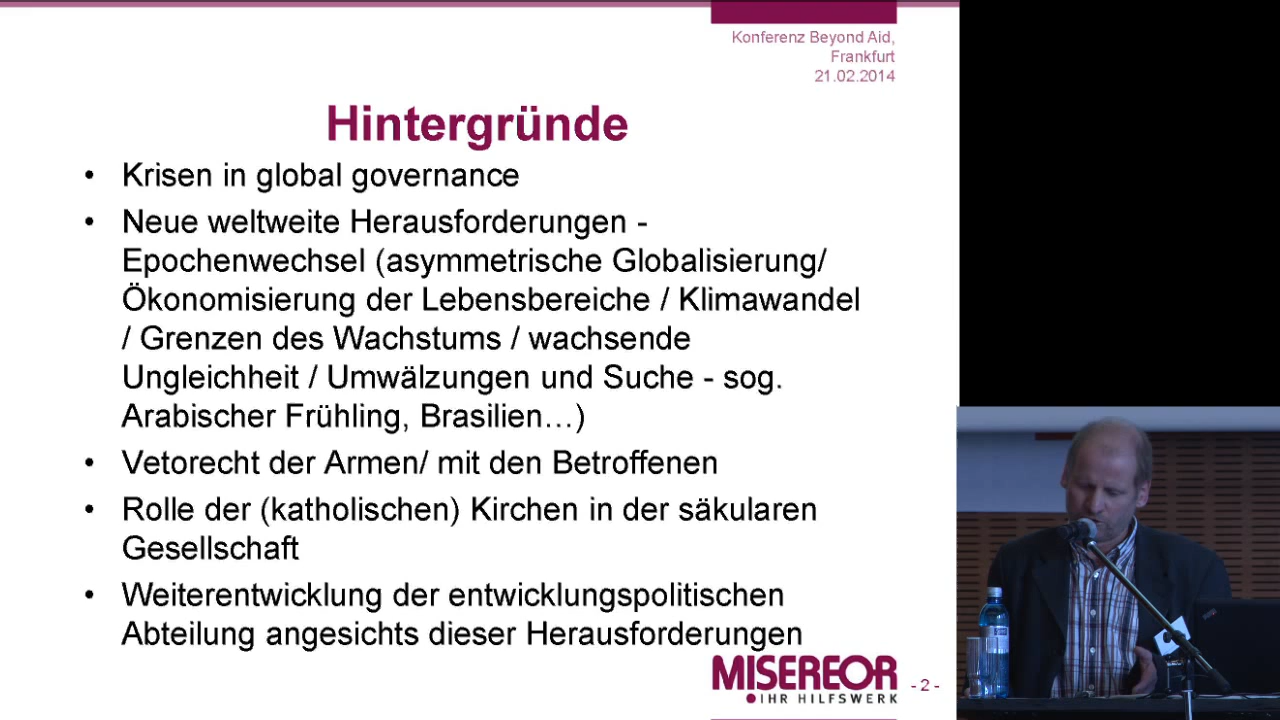 Konferenz Beyond Aid,
Frankfurt
21.02.2014
Hintergründe
• Krisen in global governance
• Neue weltweite Herausforderungen -
Epochenwechsel (asymmetrische Globalisierung/
Ökonomisierung der Lebensbereiche / Klimawandel
/ Grenzen des Wachstums / wachsende
Ungleichheit / Umwälzungen und Suche - sog.
Arabischer Frühling, Brasilien…)
• Vetorecht der Armen/ mit den Betroffenen
• Rolle der (katholischen) Kirchen in der säkularen
Gesellschaft
• Weiterentwicklung der entwicklungspolitischen
Abteilung angesichts dieser Herausforderungen
MISEREOR
• IHR HILFSWERK
- 2 -